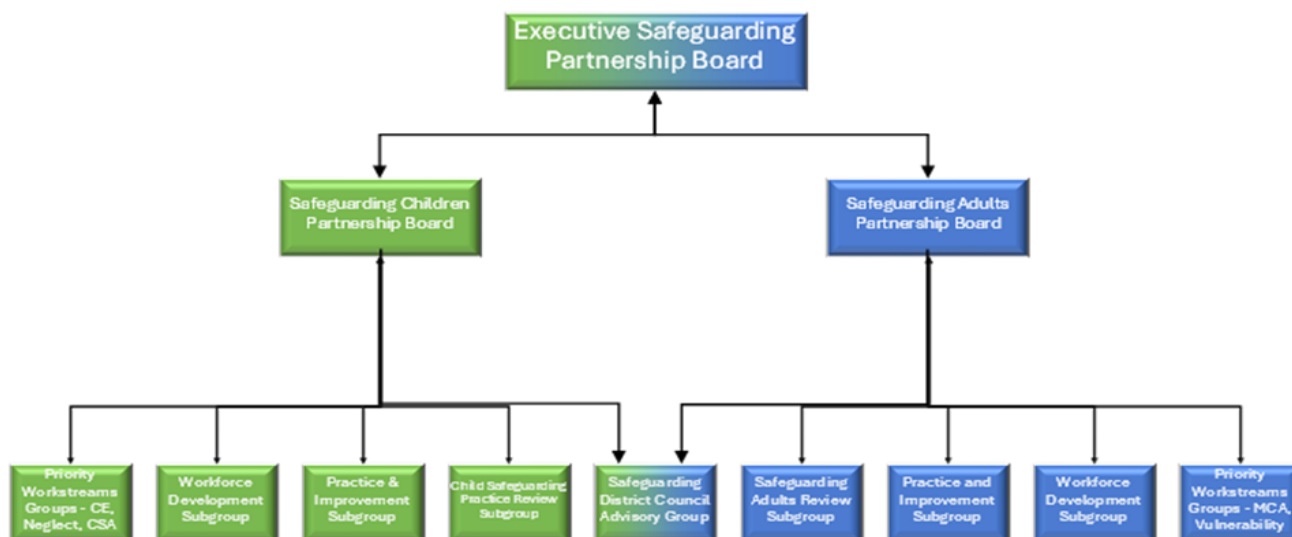 Executive Safeguarding
Partnership Board
Safeguarding Children
Partnership Board
Safeguarding Adults
Partnership Board
Priority
Workstreams
Groups - CE,
Neglect, CSA
Workforce
Development
Subgroup
Practice &
Improvement
Subgroup
Child Safeguarding
Practice Review
Subgroup
Safeguarding
District Council
Advisory Group
Safeguarding
Adults Review
Subgroup
Practice and
Improvement
Subgroup
Workforce
Development
Subgroup
Priority
Workstreams
Groups - MCA,
Vulnerability